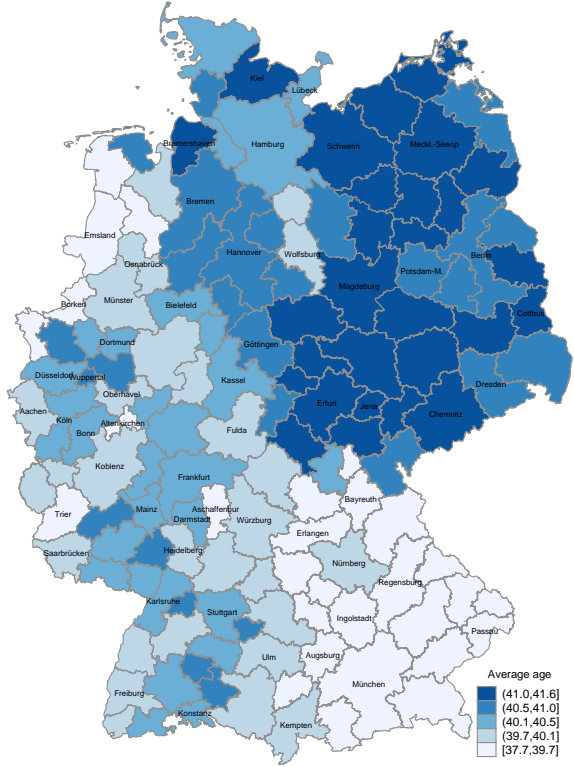 Kiel
Lübeck
Bremershaven
Hamburg
Schwerin
Meckl.-Seenp
Bremen
Emsland
Hannover
Wolfsburg
Berlin
Osnabrück
Potsdam-M.
Magdeburg
Borken
Münster
Bielefeld
Cottbus
Dortmund
Göttingen
Düsseldorf
Wuppertal
Kassel
Dresden
Oberhavel
Erfurt
Jena
Chemnitz
Aachen
Köln
Altenkirchen
Bonn
Fulda
Koblenz
Frankfurt
Bayreuth
Trier
Mainz
Aschaffenbur
Darmstadt
Würzburg
Erlangen
Saarbrücken
Heidelberg
Nürnberg
Regensburg
Karlsruhe
Stuttgart
Ingolstadt
Passau
Ulm
Augsburg
München
Freiburg
Konstanz
Kempten
Average age
(41.0,41.6]
(40.5,41.0]
(40.1,40.5]
(39.7,40.1]
[37.7,39.7]